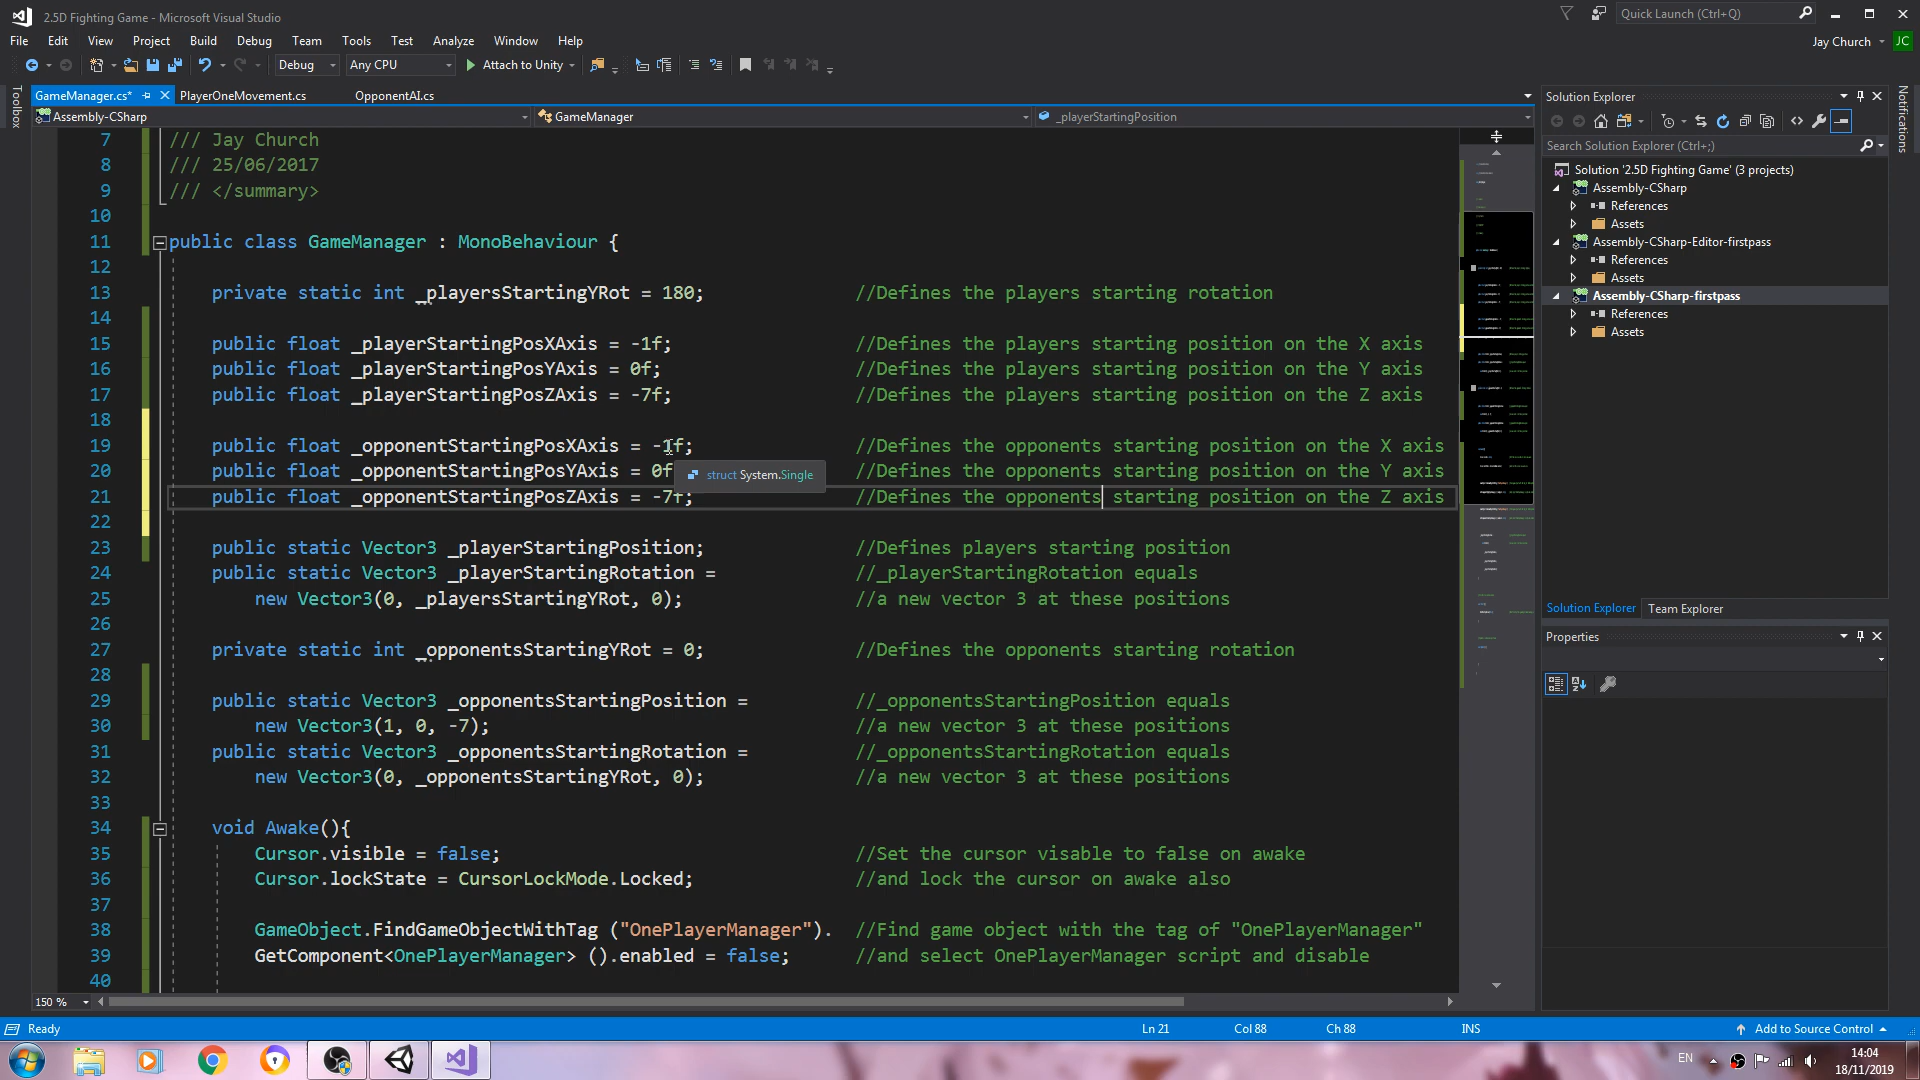 2.5D Fighting Game - Microsoft Visual Studio
Quick Launch (Ctrl+Q)
File Edit View Project Build Debug Team Tools Test Analyze Window Help
Jay Church JC
Debug Any CPU Attach to Unity
Toolbox
GameManager.cs* PlayerOneMovement.cs OpponentAI.cs
Assembly-CSharp GameManager _playerStartingPosition
7 /// Jay Church
8 /// 25/06/2017
9 /// </summary>
10
11 public class GameManager : MonoBehaviour {
12
13 private static int _playersStartingYRot = 180; //Defines the players starting rotation
14
15 public float _playerStartingPosXAxis = -1f; //Defines the players starting position on the X axis
16 public float _playerStartingPosYAxis = 0f; //Defines the players starting position on the Y axis
17 public float _playerStartingPosZAxis = -7f; //Defines the players starting position on the Z axis
18
19 public float _opponentStartingPosXAxis = -1f; //Defines the opponents starting position on the X axis
20 public float _opponentStartingPosYAxis = 0f //Defines the opponents starting position on the Y axis
struct System.Single
21 public float _opponentStartingPosZAxis = -7f; //Defines the opponents starting position on the Z axis
22
23 public static Vector3 _playerStartingPosition; //Defines players starting position
24 public static Vector3 _playerStartingRotation = //_playerStartingRotation equals
25 new Vector3(0, _playersStartingYRot, 0); //a new vector 3 at these positions
26
27 private static int _opponentsStartingYRot = 0; //Defines the opponents starting rotation
28
29 public static Vector3 _opponentsStartingPosition = //_opponentsStartingPosition equals
30 new Vector3(1, 0, -7); //a new vector 3 at these positions
31 public static Vector3 _opponentsStartingRotation = //_opponentsStartingRotation equals
32 new Vector3(0, _opponentsStartingYRot, 0); //a new vector 3 at these positions
33
34 void Awake(){
35 Cursor.visible = false; //Set the cursor visable to false on awake
36 Cursor.lockState = CursorLockMode.Locked; //and lock the cursor on awake also
37
38 GameObject.FindGameObjectWithTag ("OnePlayerManager"). //Find game object with the tag of "OnePlayerManager"
39 GetComponent<OnePlayerManager> ().enabled = false; //and select OnePlayerManager script and disable
40
150 %
Solution Explorer
Search Solution Explorer (Ctrl+;)
Solution '2.5D Fighting Game' (3 projects)
Assembly-CSharp
References
Assets
Assembly-CSharp-Editor-firstpass
References
Assets
Assembly-CSharp-firstpass
References
Assets
Solution Explorer Team Explorer
Properties
Notifications
Ready Ln 21 Col 88 Ch 88 INS Add to Source Control
EN 14:04
18/11/2019